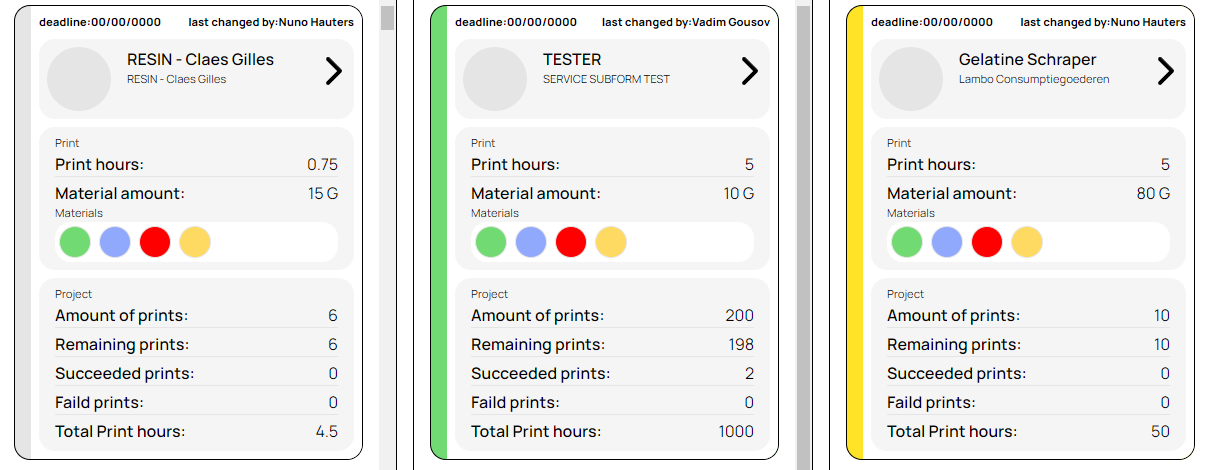 deadline:00/00/0000 last changed by:Nuno Hauters
RESIN - Claes Gilles
RESIN - Claes Gilles
Print
Print hours: 0.75
Material amount: 15 G
Materials
Project
Amount of prints: 6
Remaining prints: 6
Succeeded prints: 0
Faild prints: 0
Total Print hours: 4.5
deadline:00/00/0000 last changed by:Vadim Gousov
TESTER
SERVICE SUBFORM TEST
Print
Print hours: 5
Material amount: 10 G
Materials
Project
Amount of prints: 200
Remaining prints: 198
Succeeded prints: 2
Faild prints: 0
Total Print hours: 1000
deadline:00/00/0000 last changed by:Nuno Hauters
Gelatine Schraper
Lambo Consumptiegoederen
Print
Print hours: 5
Material amount: 80 G
Materials
Project
Amount of prints: 10
Remaining prints: 10
Succeeded prints: 0
Faild prints: 0
Total Print hours: 50